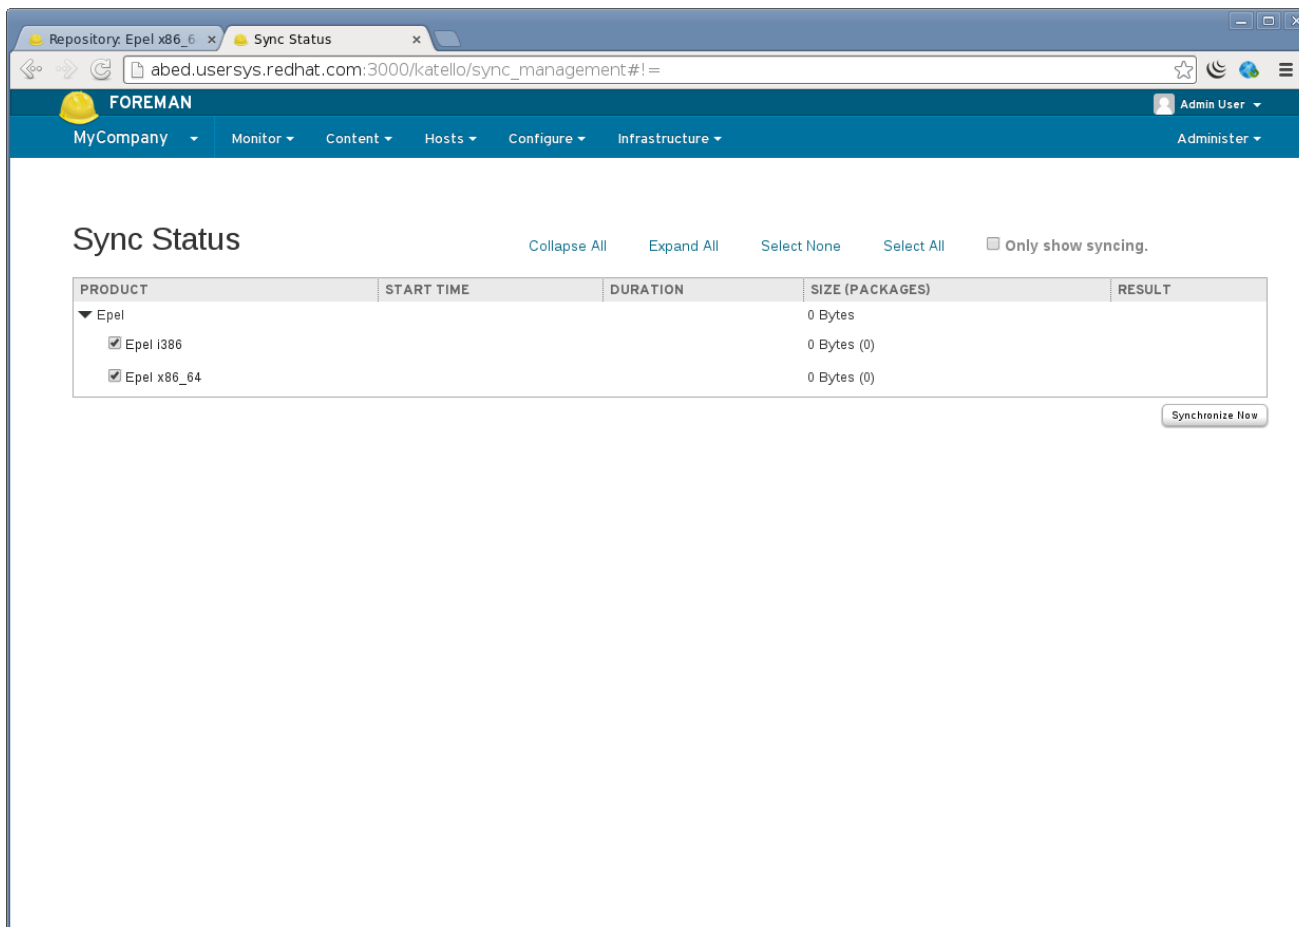 Repository: Epel x86_6 Sync Status
abed.usersys.redhat.com:3000/katello/sync_management#!=
FOREMAN Admin User
MyCompany Monitor Content Hosts Configure Infrastructure Administer
Sync Status Collapse All Expand All Select None Select All Only show syncing.
PRODUCT START TIME DURATION SIZE (PACKAGES) RESULT
Epel 0 Bytes
Epel i386 0 Bytes (0)
Epel x86_64 0 Bytes (0)
Synchronize Now